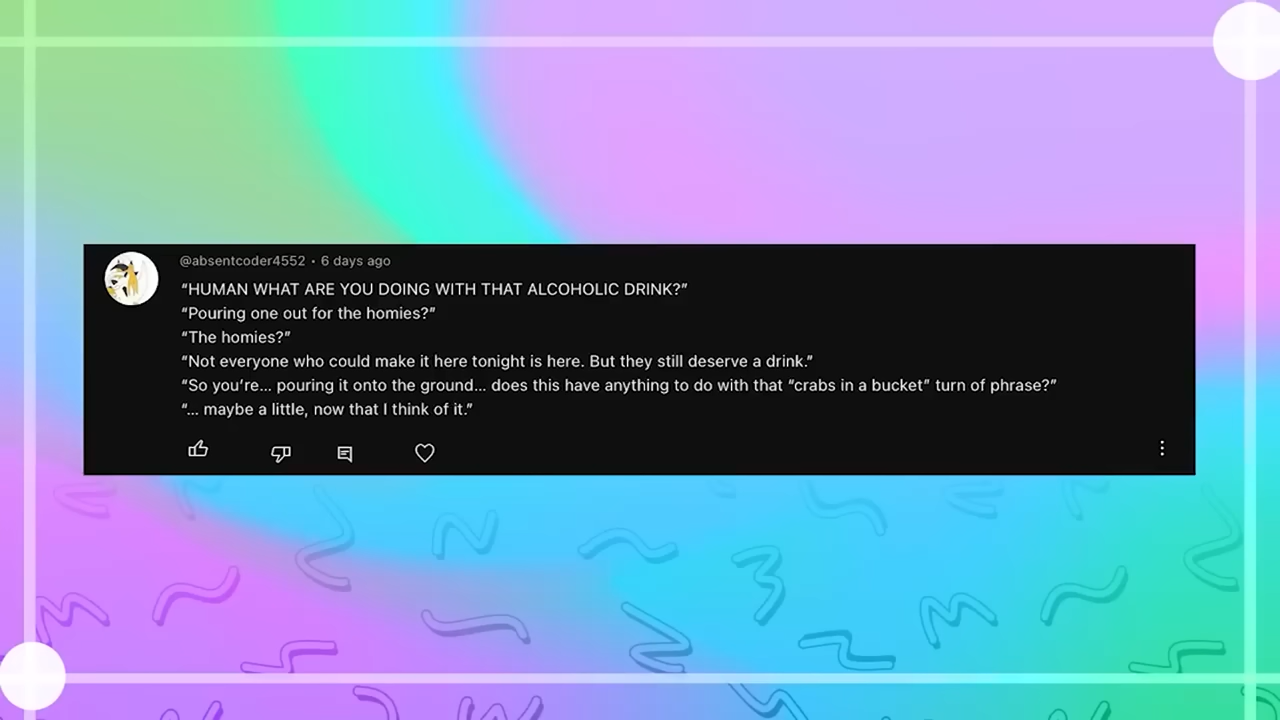 @absentcoder4552 • 6 days ago
“HUMAN WHAT ARE YOU DOING WITH THAT ALCOHOLIC DRINK?”
“Pouring one out for the homies?”
“The homies?”
“Not everyone who could make it here tonight is here. But they still deserve a drink.”
“So you’re... pouring it onto the ground... does this have anything to do with that “crabs in a bucket” turn of phrase?”
“... maybe a little, now that I think of it.”